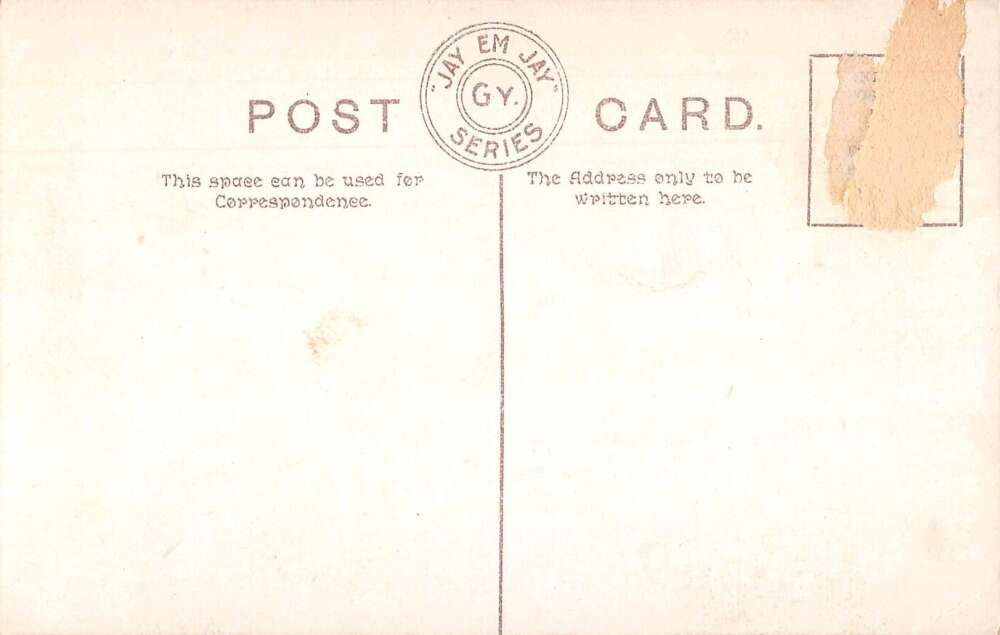 "JAY EM JAY"
GY.
SERIES
POST CARD.
This space can be used for
Correspondence.
The Address only to be
written here.